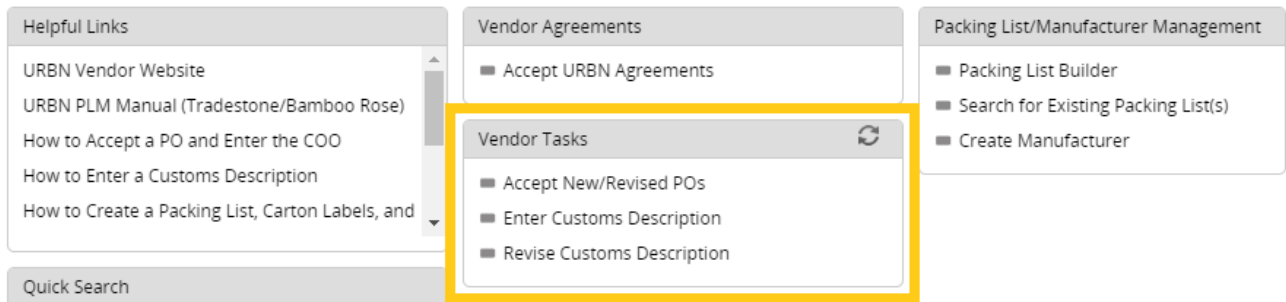 Helpful Links
URBN Vendor Website
URBN PLM Manual (Tradestone/Bamboo Rose)
How to Accept a PO and Enter the COO
How to Enter a Customs Description
How to Create a Packing List, Carton Labels, and
Quick Search
Vendor Agreements
Accept URBN Agreements
Vendor Tasks
Accept New/Revised POs
Enter Customs Description
Revise Customs Description
Packing List/Manufacturer Management
Packing List Builder
Search for Existing Packing List(s)
Create Manufacturer